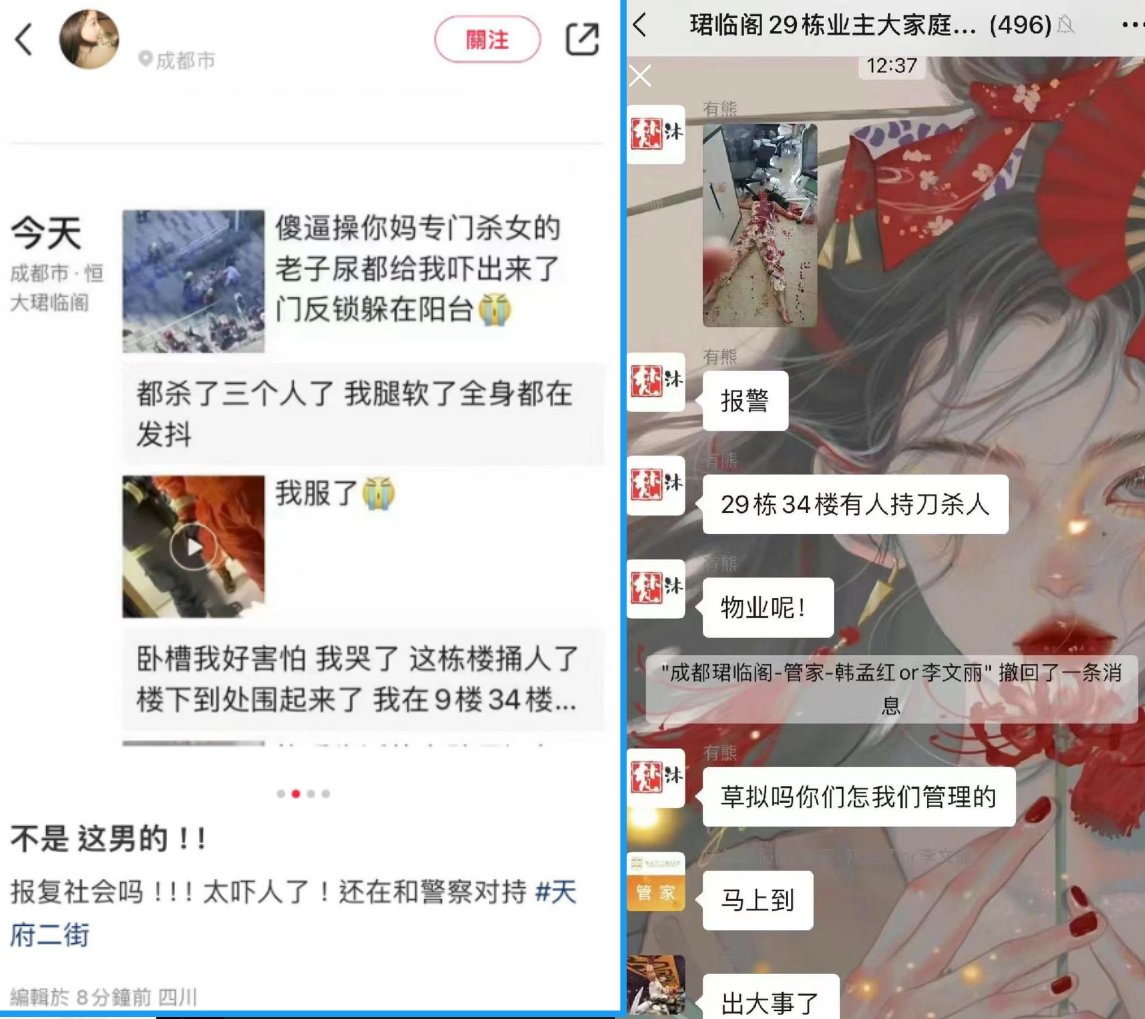 關注
成都市
今天
成都市·恒
大珺临阁
傻逼操你妈专门杀女的
老子尿都给我吓出来了
门反锁躲在阳台😭
都杀了三个人了 我腿软了全身都在
发抖
我服了😭
卧槽我好害怕 我哭了 这栋楼捅人了
楼下到处围起来了 我在9楼34楼...
不是 这男的！！
报复社会吗！！！太吓人了！还在和警察对持 #天
府二街
編輯於 8分鐘前 四川
珺临阁29栋业主大家庭... (496)
12:37
有熊
有熊
报警
有熊
29栋34楼有人持刀杀人
有熊
物业呢！
"成都珺临阁-管家-韩孟红or李文丽" 撤回了一条消
息
有熊
草拟吗你们怎我们管理的
管家
马上到
出大事了